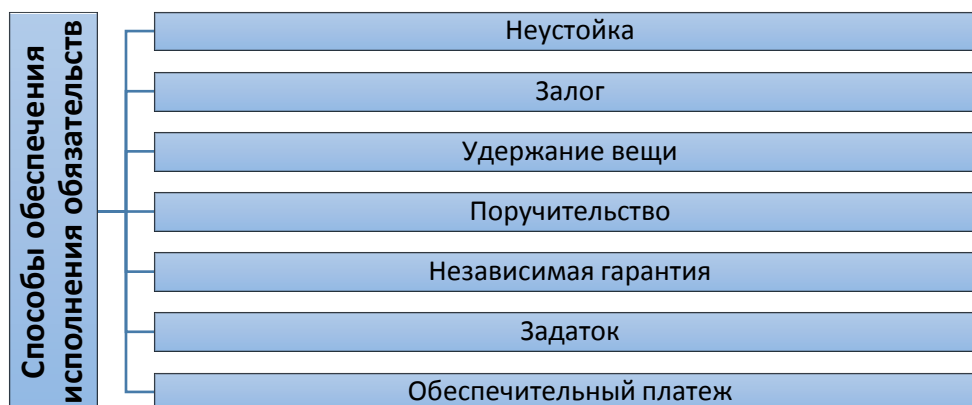 Способы обеспечения
исполнения обязательств
Неустойка
Залог
Удержание вещи
Поручительство
Независимая гарантия
Задаток
Обеспечительный платеж